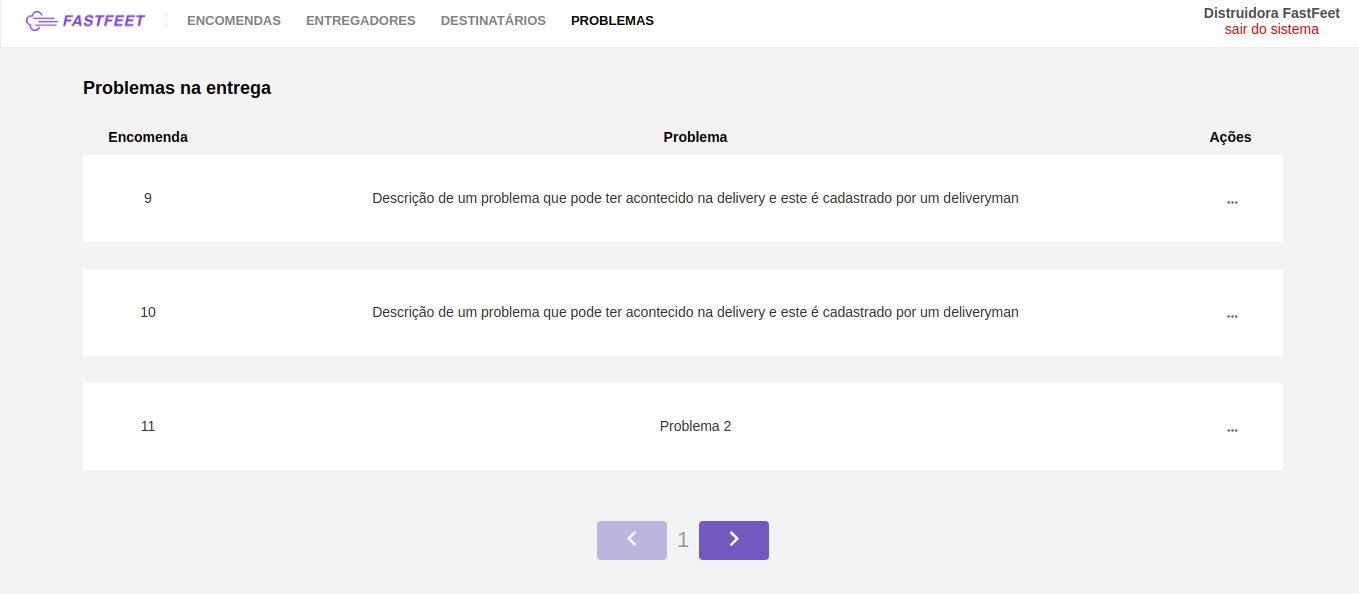 FASTFEET ENCOMENDAS ENTREGADORES DESTINATÁRIOS PROBLEMAS Distruidora FastFeet
sair do sistema
Problemas na entrega
Encomenda Problema Ações
9 Descrição de um problema que pode ter acontecido na delivery e este é cadastrado por um deliveryman ...
10 Descrição de um problema que pode ter acontecido na delivery e este é cadastrado por um deliveryman ...
11 Problema 2 ...
1